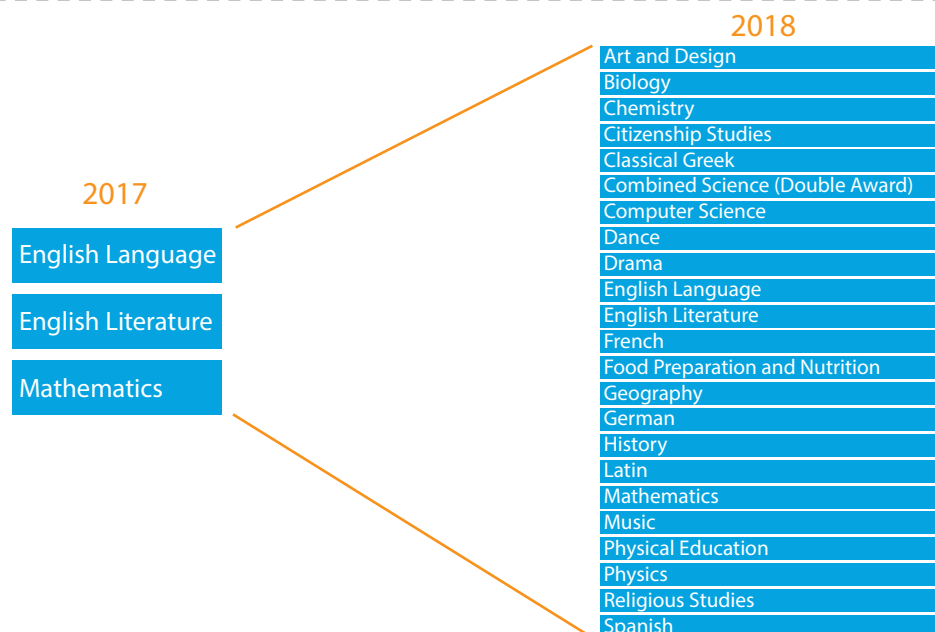 2017
English Language
English Literature
Mathematics
2018
Art and Design
Biology
Chemistry
Citizenship Studies
Classical Greek
Combined Science (Double Award)
Computer Science
Dance
Drama
English Language
English Literature
French
Food Preparation and Nutrition
Geography
German
History
Latin
Mathematics
Music
Physical Education
Physics
Religious Studies
Spanish